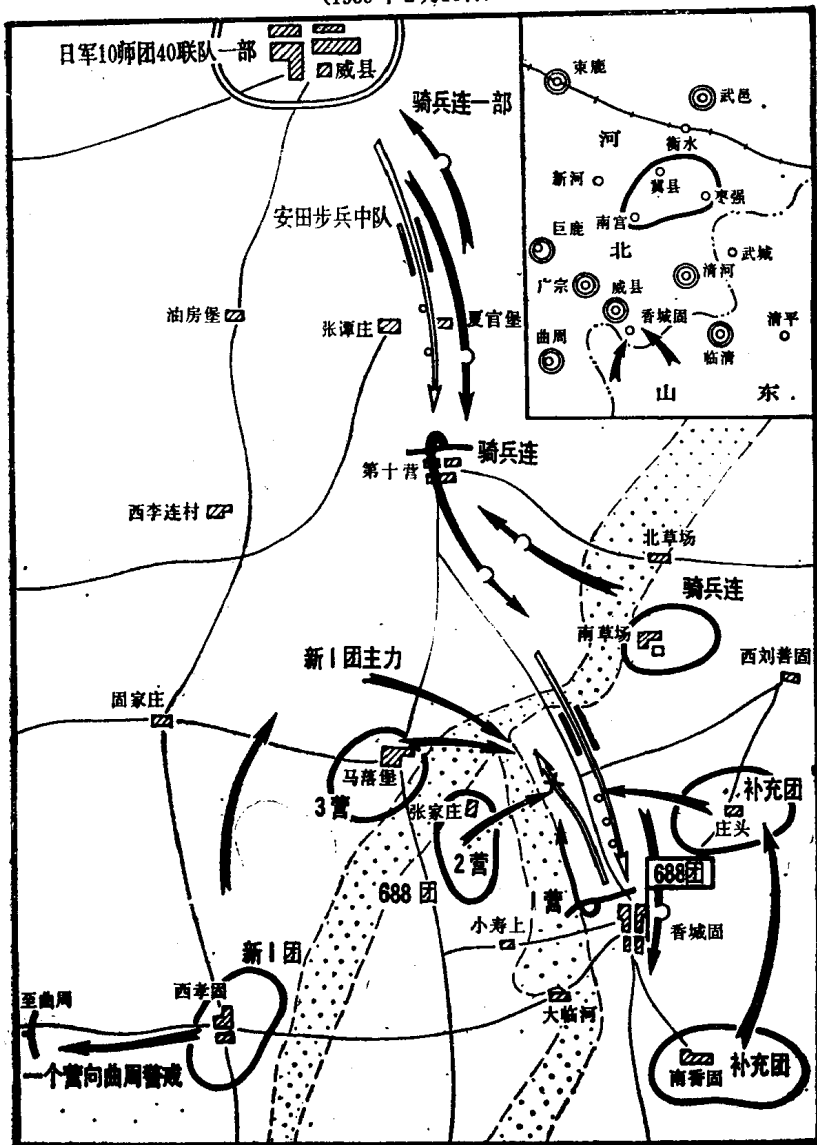 日军10师团40联队一部
威县
骑兵连一部
安田步兵中队
油房堡
张谭庄
夏官堡
第十营
骑兵连
西李连村
北草场
骑兵连
南草场
西刘善固
新1团主力
固家庄
马落堡
3营
张家庄
2营
688团
1营
补充团
庄头
688团
香城固
小寿上
新1团
西孝固
至曲周
一个营向曲周警戒
大临河
南香固
补充团
束鹿
武邑
河
衡水
新河
冀县
枣强
南宫
巨鹿
北
武城
广宗
威县
清河
香城固
清平
曲周
临清
山 东